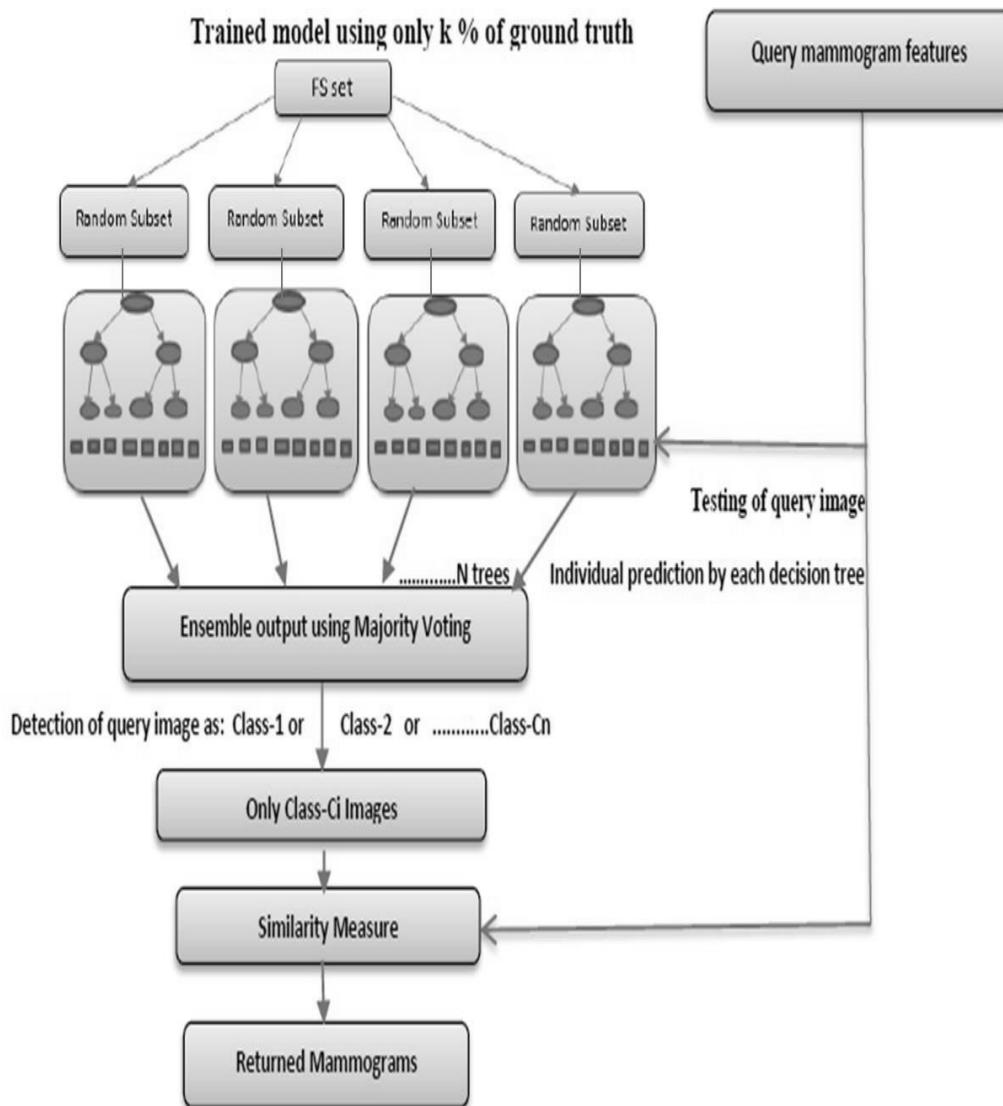 Trained model using only k % of ground truth
Query mammogram features
FS set
Random Subset
Random Subset
Random Subset
Random Subset
Testing of query image
.............N trees
Individual prediction by each decision tree
Ensemble output using Majority Voting
Detection of query image as: Class-1 or Class-2 or ............Class-Cn
Only Class-Ci Images
Similarity Measure
Returned Mammograms